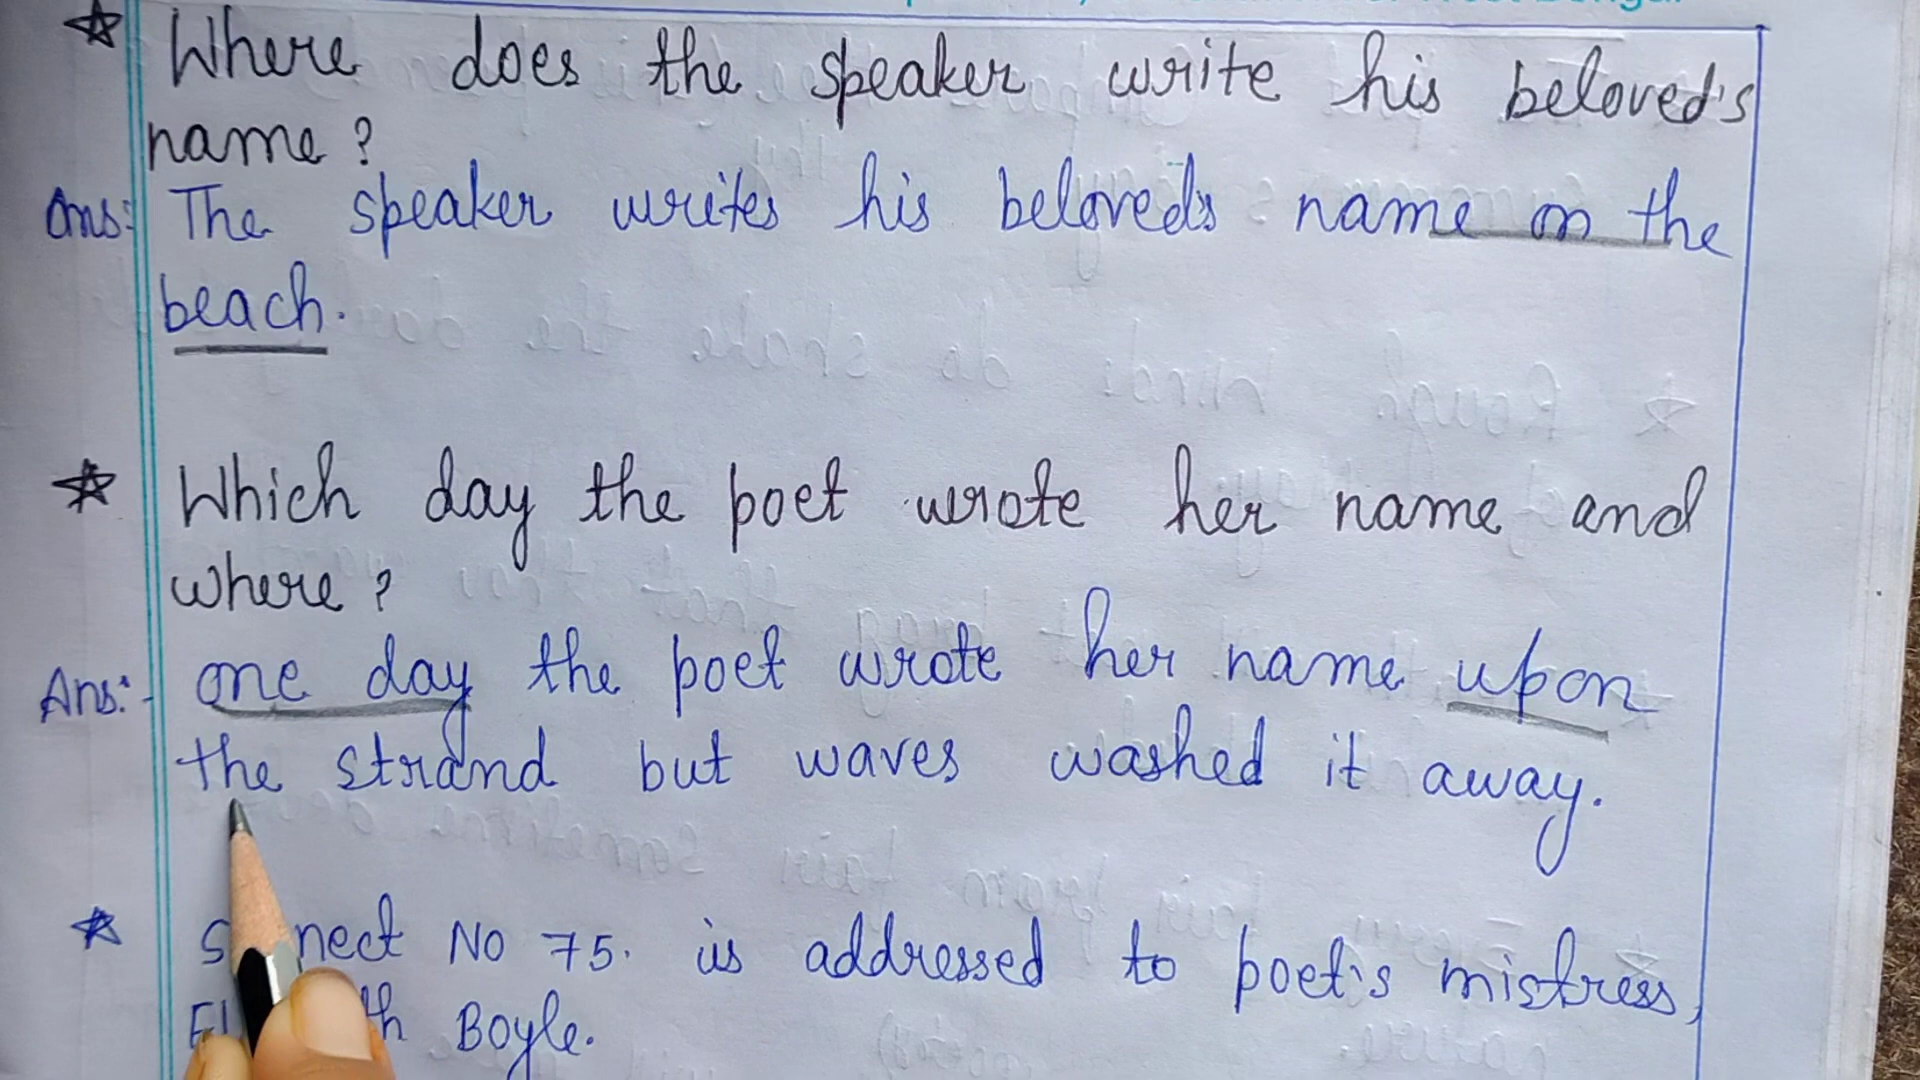 ★ Where does the speaker write his beloved's
name?
Ans: The speaker writes his beloved's name on the
beach.
★ Which day the poet wrote her name and
where?
Ans:- one day the poet wrote her name upon
the strand but waves washed it away.
★ No 75. is addressed to poet's mistress,
Boyle.